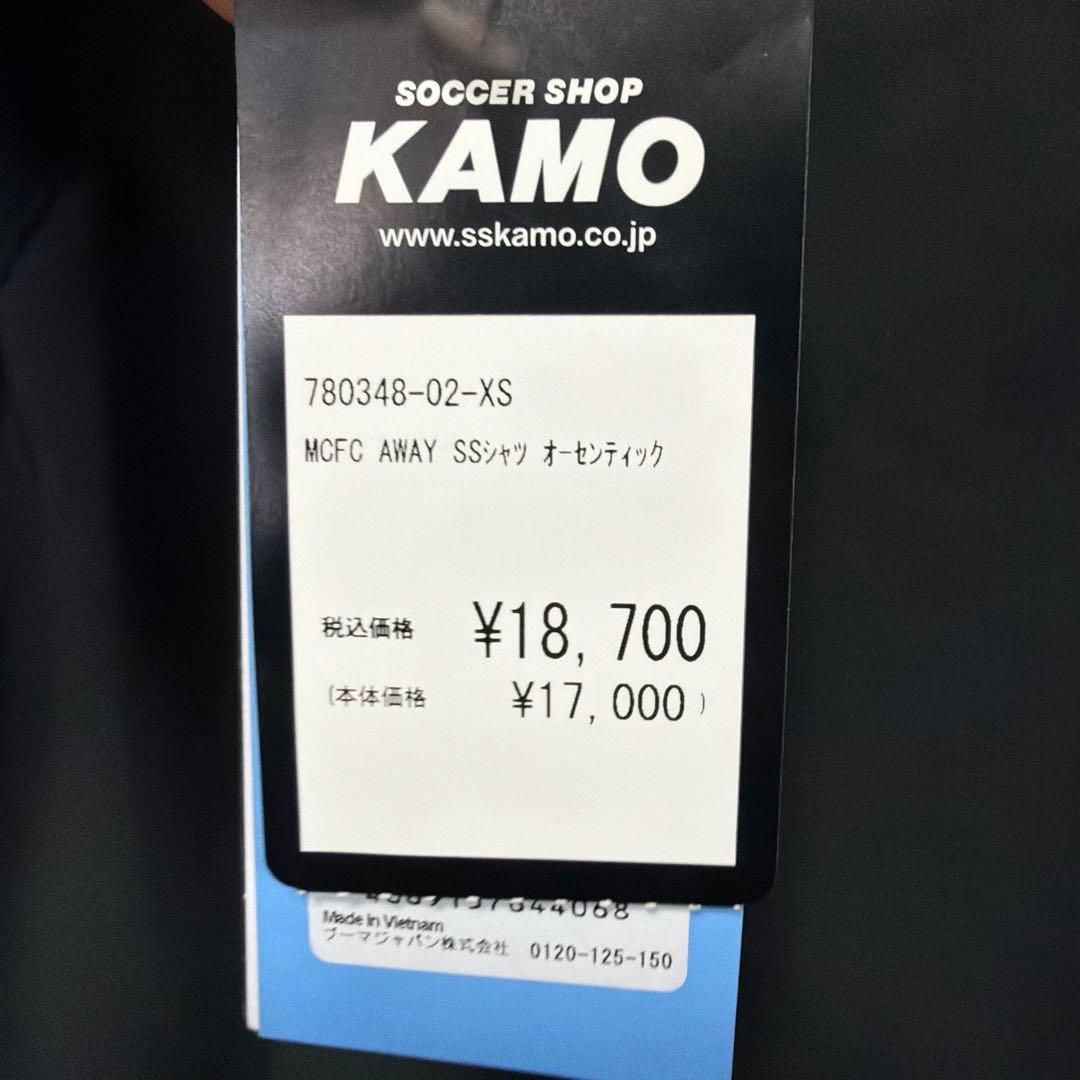 SOCCER SHOP
KAMO
www.sskamo.co.jp
780348-02-XS
MCFC AWAY SSシャツ オーセンティック
税込価格 ¥18,700
(本体価格 ¥17,000)
Made in Vietnam
プーマジャパン株式会社 0120-125-150